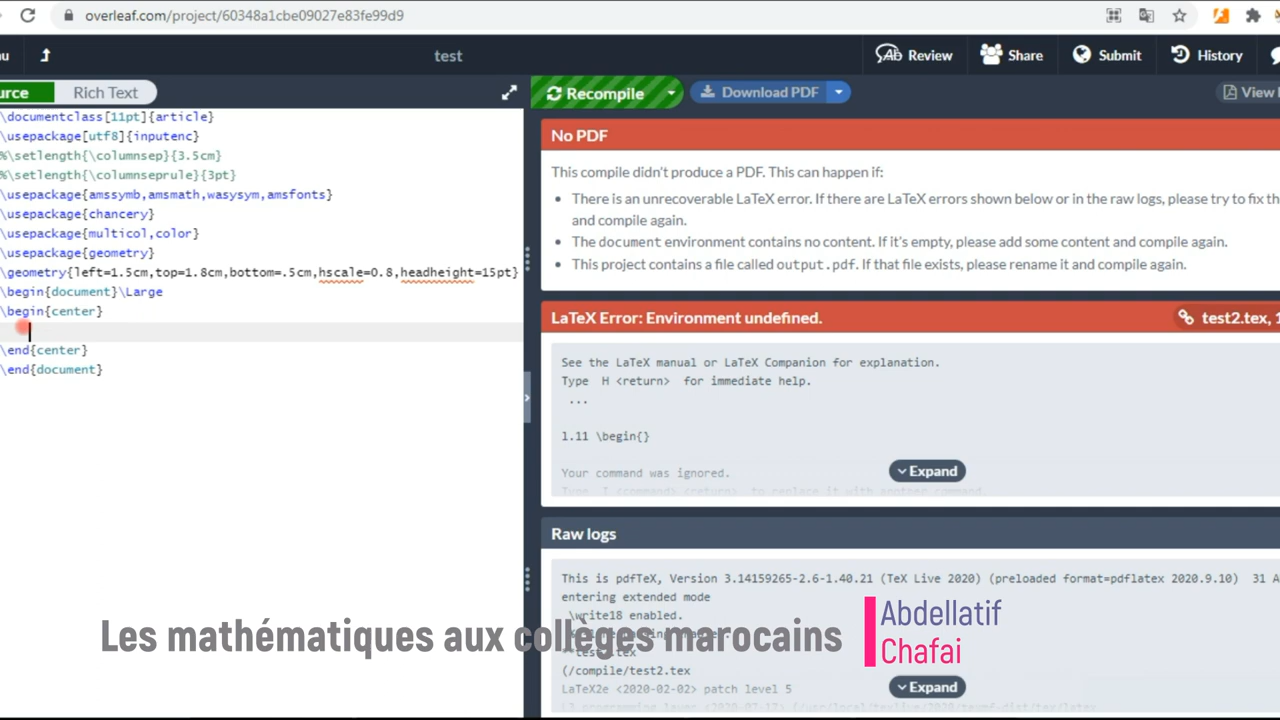 overleaf.com/project/60348a1cbe09027e83fe99d9
test
Review
Share
Submit
History
Rich Text
Recompile
Download PDF
View
\documentclass[11pt]{article}
\usepackage[utf8]{inputenc}
%\setlength{\columnsep}{3.5cm}
%\setlength{\columnseprule}{3pt}
\usepackage{amssymb,amsmath,wasysym,amsfonts}
\usepackage{chancery}
\usepackage{multicol,color}
\usepackage{geometry}
\geometry{left=1.5cm,top=1.8cm,bottom=.5cm,hscale=0.8,headheight=15pt}
\begin{document}\Large
\begin{center}
\end{center}
\end{document}
No PDF
This compile didn't produce a PDF. This can happen if:
There is an unrecoverable LaTeX error. If there are LaTeX errors shown below or in the raw logs, please try to fix
and compile again.
The document environment contains no content. If it's empty, please add some content and compile again.
This project contains a file called output.pdf. If that file exists, please rename it and compile again.
LaTeX Error: Environment undefined.
test2.tex, 1
See the LaTeX manual or LaTeX Companion for explanation.
Type H <return> for immediate help.
...
l.11 \begin{}
Your command was ignored.
Expand
Raw logs
This is pdfTeX, Version 3.14159265-2.6-1.40.21 (TeX Live 2020) (preloaded format=pdflatex 2020.9.10) 31 A
entering extended mode
\write18 enabled.
Les mathématiques aux collèges marocains
Abdellatif
Chafai
(/compile/test2.tex
LaTeX2e <2020-02-02> patch level 5
Expand